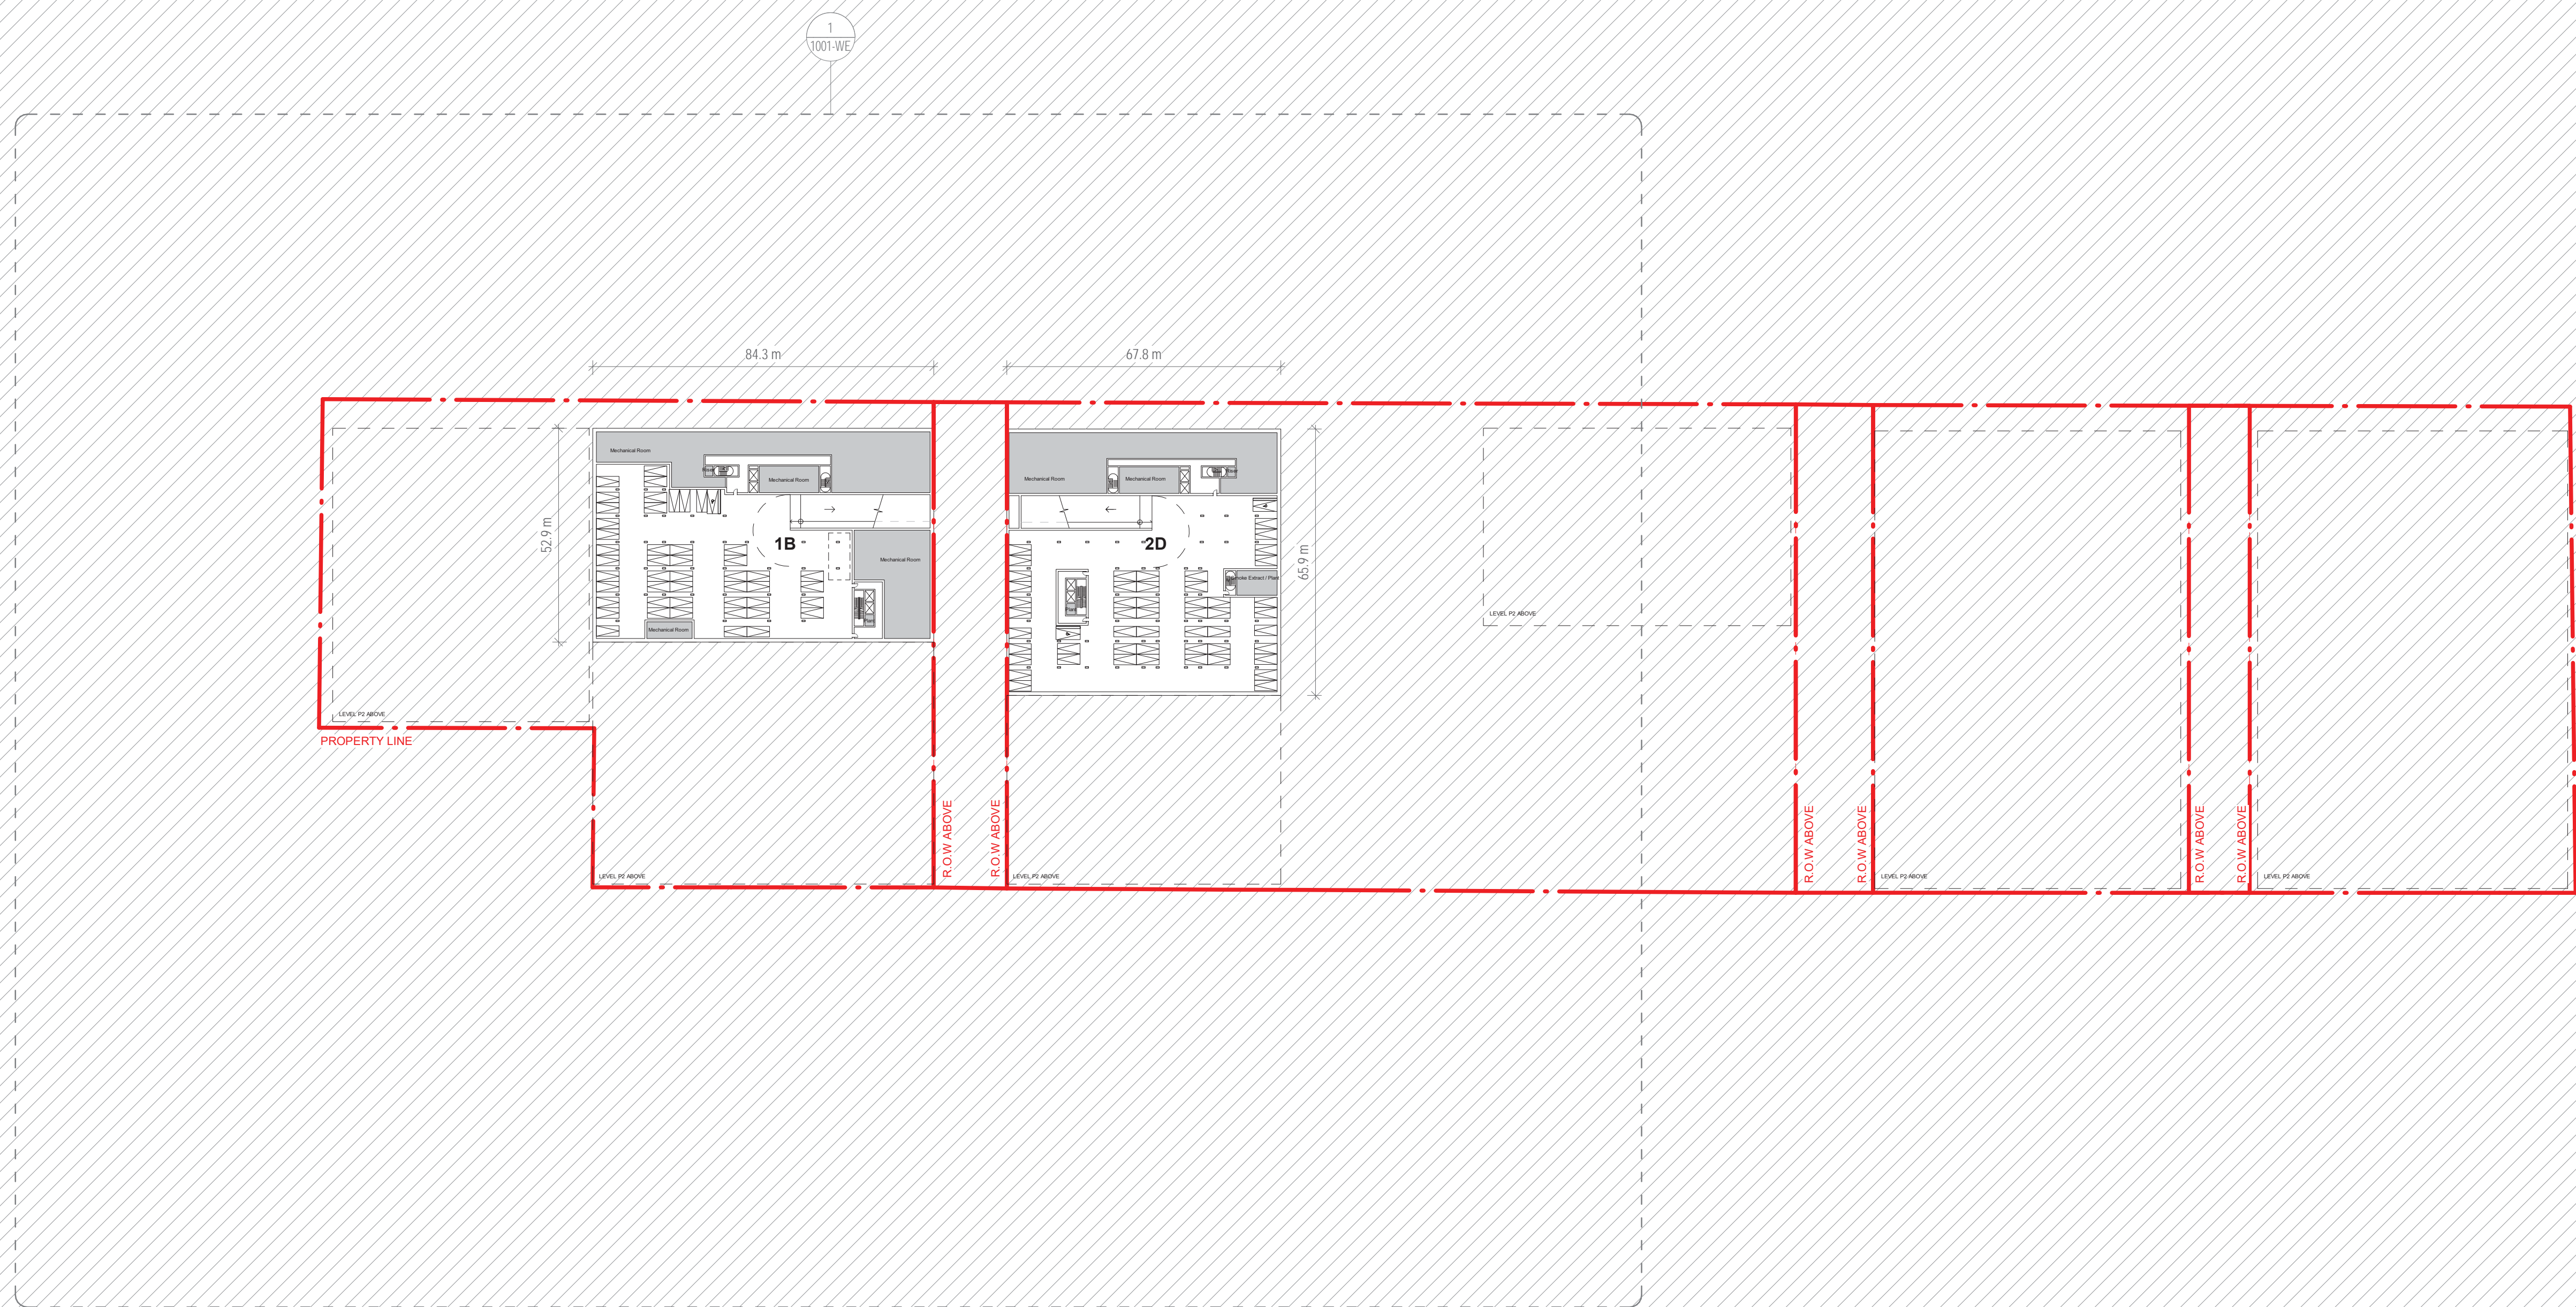 1
1001-WE
84.3 m
67.8 m
52.9 m
65.9 m
Mechanical Room
Mechanical Room
Mechanical Room
Mechanical Room
1B
Mechanical Room
Mechanical Room
2D
Smoke Extract / Plant
LEVEL P2 ABOVE
LEVEL P2 ABOVE
PROPERTY LINE
R.O.W ABOVE
R.O.W ABOVE
R.O.W ABOVE
R.O.W ABOVE
R.O.W ABOVE
R.O.W ABOVE
LEVEL P2 ABOVE
LEVEL P2 ABOVE
LEVEL P2 ABOVE
LEVEL P2 ABOVE